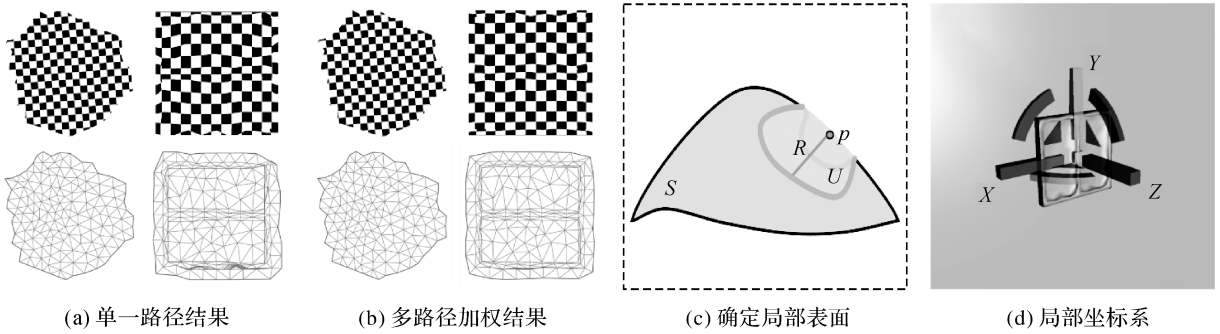 S
R
U
p
Y
X
Z
(a) 单一路径结果
(b) 多路径加权结果
(c) 确定局部表面
(d) 局部坐标系